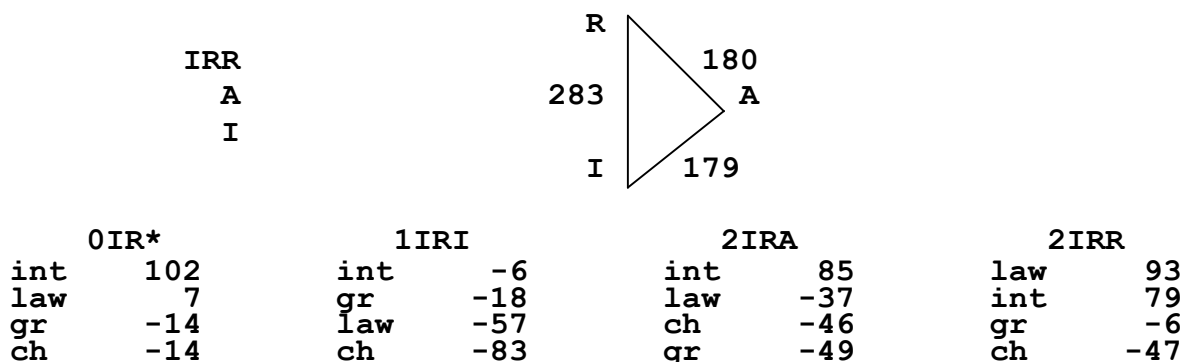 R
IRR 180
A 283 A
I
I 179
0IR* 1IRI 2IRA 2IRR
int 102 int -6 int 85 law 93
law 7 gr -18 law -37 int 79
gr -14 law -57 ch -46 gr -6
ch -14 ch -83 gr -49 ch -47